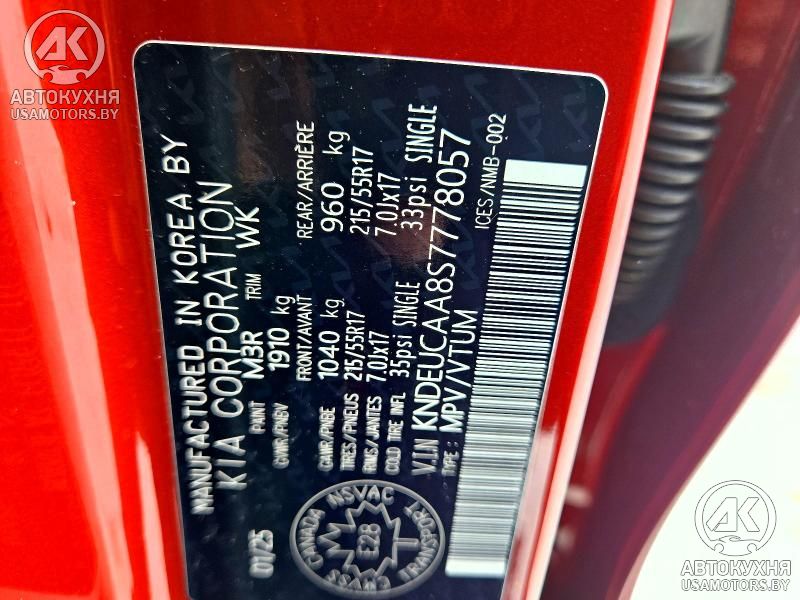 АВТОКУХНЯ
USAMOTORS.BY
MANUFACTURED IN KOREA BY
KIA CORPORATION
01/25 PAINT M3R TRIM WK
GVWR/PNBV 1910 kg
FRONT/AVANT REAR/ARRIÈRE
GAWR/PNBE 1040 kg 960 kg
TIRES/PNEUS 215/55R17 215/55R17
RIMS/JANTES 7.0Jx17 7.0Jx17
COLD TIRE INFL 35psi SINGLE 33psi SINGLE
V.I.N KNDEUCAA8S7778057
TYPE : MPV/VTUM ICES/NMB-002
CANADA NSVAC
E28
CMVSS TRANSPORT
АВТОКУХНЯ
USAMOTORS.BY